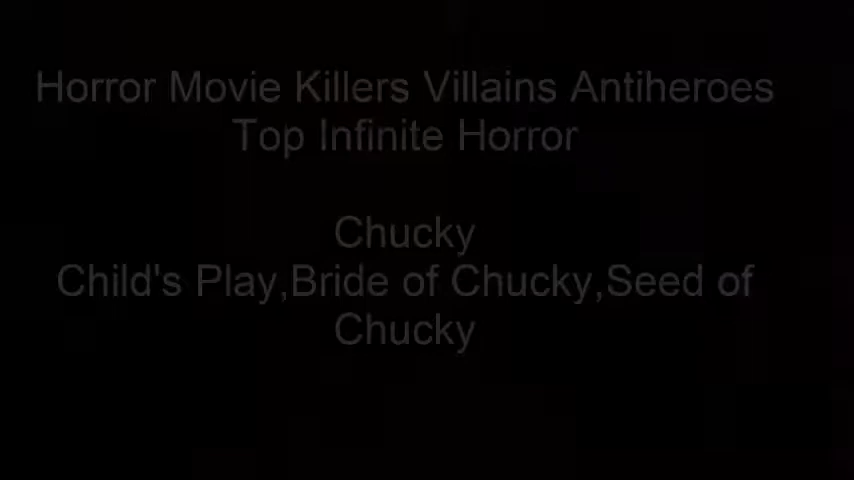 Horror Movie Killers Villains Antiheroes
Top Infinite Horror
Chucky
Child's Play,Bride of Chucky,Seed of
Chucky